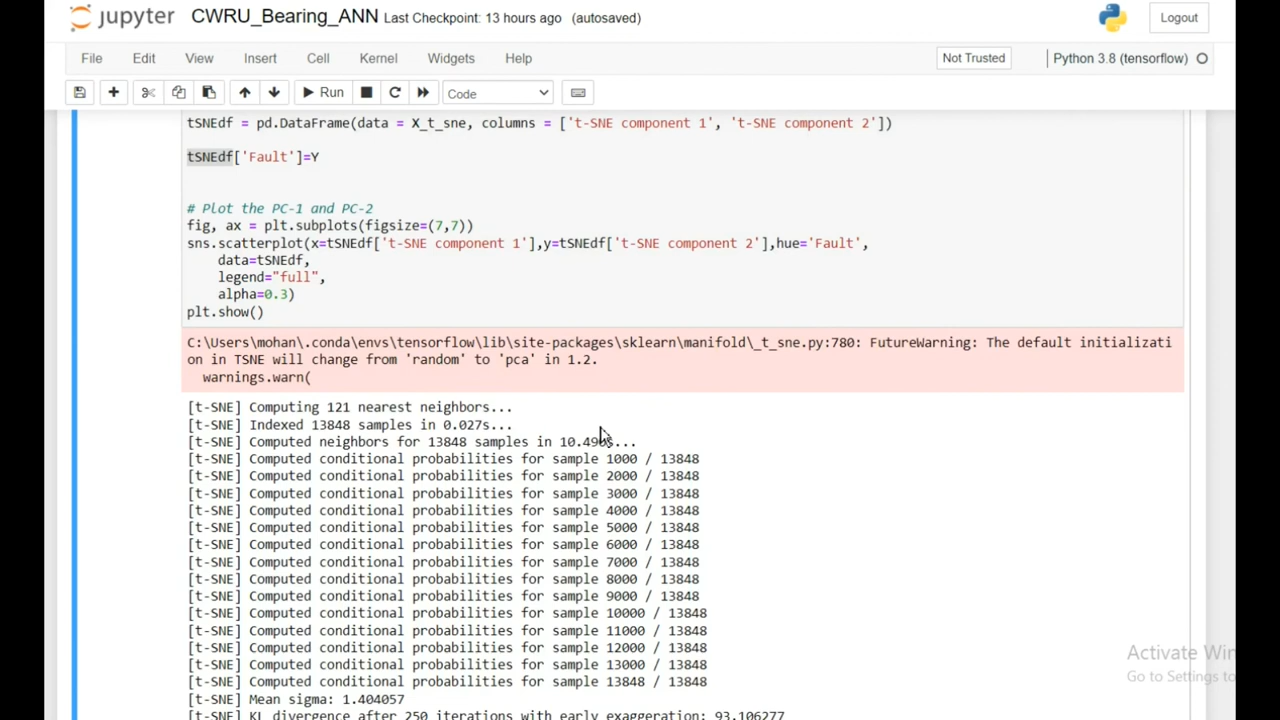 jupyter CWRU_Bearing_ANN Last Checkpoint: 13 hours ago (autosaved) Logout
File Edit View Insert Cell Kernel Widgets Help Not Trusted Python 3.8 (tensorflow)
Run Code
tSNEdf = pd.DataFrame(data = X_t_sne, columns = ['t-SNE component 1', 't-SNE component 2'])
tSNEdf['Fault']=Y
# Plot the PC-1 and PC-2
fig, ax = plt.subplots(figsize=(7,7))
sns.scatterplot(x=tSNEdf['t-SNE component 1'],y=tSNEdf['t-SNE component 2'],hue='Fault',
data=tSNEdf,
legend="full",
alpha=0.3)
plt.show()
C:\Users\mohan\.conda\envs\tensorflow\lib\site-packages\sklearn\manifold\_t_sne.py:780: FutureWarning: The default initializati
on in TSNE will change from 'random' to 'pca' in 1.2.
warnings.warn(
[t-SNE] Computing 121 nearest neighbors...
[t-SNE] Indexed 13848 samples in 0.027s...
[t-SNE] Computed neighbors for 13848 samples in
[t-SNE] Computed conditional probabilities for sample 1000 / 13848
[t-SNE] Computed conditional probabilities for sample 2000 / 13848
[t-SNE] Computed conditional probabilities for sample 3000 / 13848
[t-SNE] Computed conditional probabilities for sample 4000 / 13848
[t-SNE] Computed conditional probabilities for sample 5000 / 13848
[t-SNE] Computed conditional probabilities for sample 6000 / 13848
[t-SNE] Computed conditional probabilities for sample 7000 / 13848
[t-SNE] Computed conditional probabilities for sample 8000 / 13848
[t-SNE] Computed conditional probabilities for sample 9000 / 13848
[t-SNE] Computed conditional probabilities for sample 10000 / 13848
[t-SNE] Computed conditional probabilities for sample 11000 / 13848
[t-SNE] Computed conditional probabilities for sample 12000 / 13848
[t-SNE] Computed conditional probabilities for sample 13000 / 13848
[t-SNE] Computed conditional probabilities for sample 13848 / 13848
[t-SNE] Mean sigma: 1.404057
[t-SNE] KL divergence after 250 iterations with early exaggeration: 93.106277
Activate Win
Go to Settings to